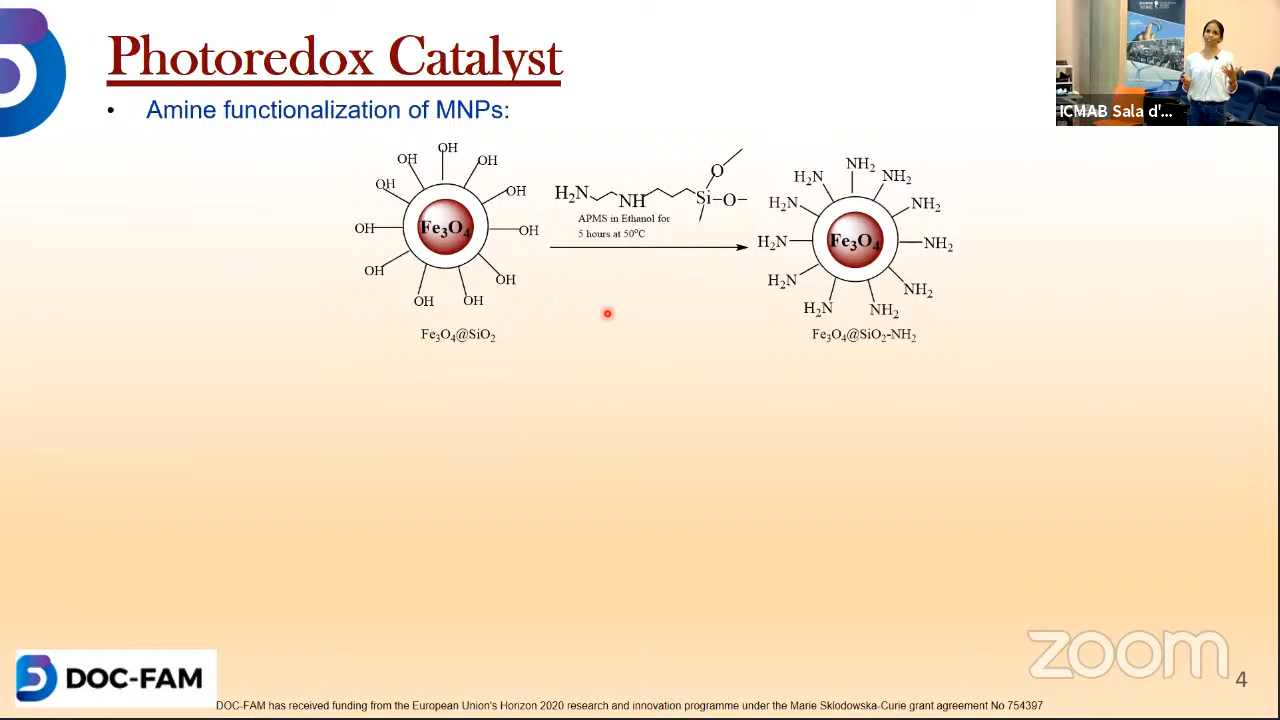 Photoredox Catalyst
• Amine functionalization of MNPs:
ICMAB Sala d'...
OH
OH
OH
OH
OH
OH
OH
OH
OH
OH
OH
Fe₃O₄
Fe₃O₄@SiO₂
H₂N
NH
Si
O
O
APMS in Ethanol for
5 hours at 50°C
NH₂
H₂N
NH₂
H₂N
NH₂
H₂N
NH₂
H₂N
NH₂
H₂N
NH₂
Fe₃O₄
Fe₃O₄@SiO₂-NH₂
zoom
4
DOC-FAM
DOC-FAM has received funding from the European Union's Horizon 2020 research and innovation programme under the Marie Sklodowska-Curie grant agreement No 754397